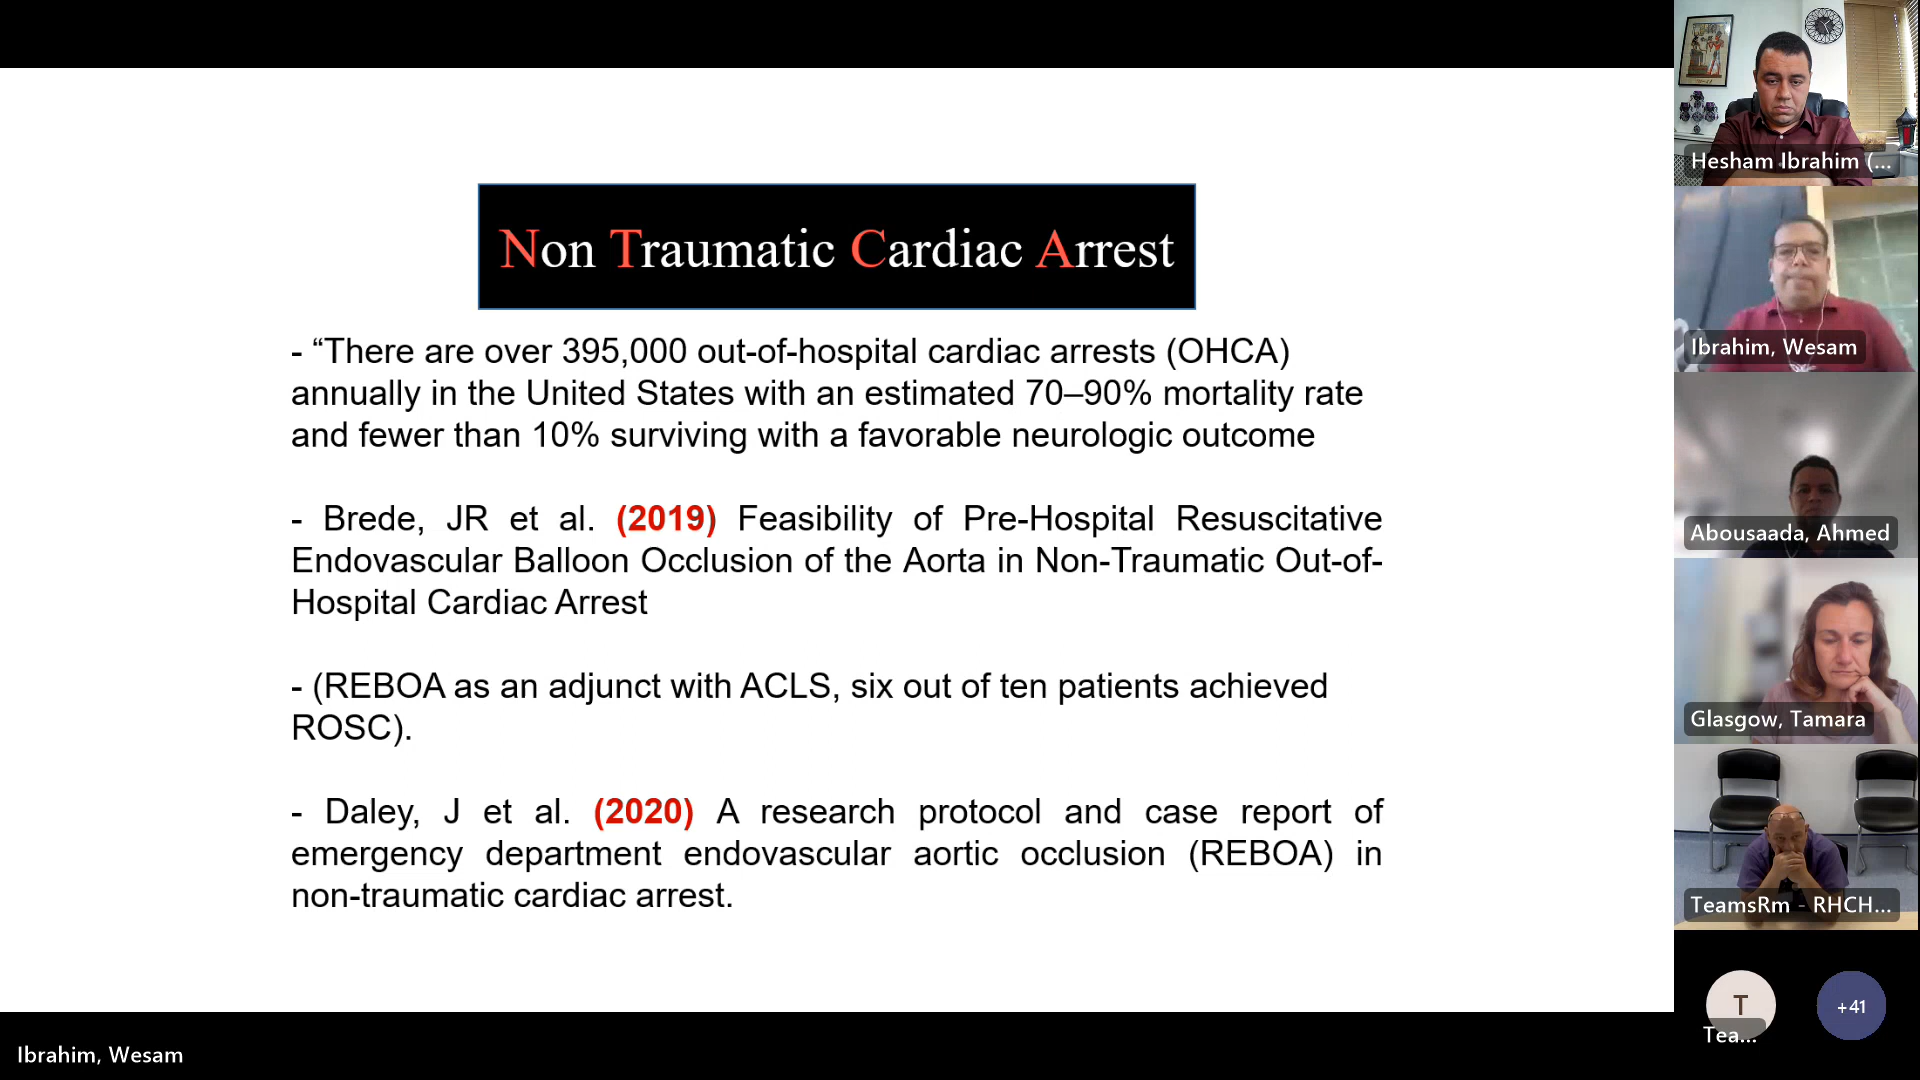 Non Traumatic Cardiac Arrest
- “There are over 395,000 out-of-hospital cardiac arrests (OHCA)
annually in the United States with an estimated 70–90% mortality rate
and fewer than 10% surviving with a favorable neurologic outcome
- Brede, JR et al. (2019) Feasibility of Pre-Hospital Resuscitative
Endovascular Balloon Occlusion of the Aorta in Non-Traumatic Out-of-
Hospital Cardiac Arrest
- (REBOA as an adjunct with ACLS, six out of ten patients achieved
ROSC).
- Daley, J et al. (2020) A research protocol and case report of
emergency department endovascular aortic occlusion (REBOA) in
non-traumatic cardiac arrest.
Hesham Ibrahim (...
Ibrahim, Wesam
Abousaada, Ahmed
Glasgow, Tamara
TeamsRm - RHCH...
T
+41
Tea...
Ibrahim, Wesam